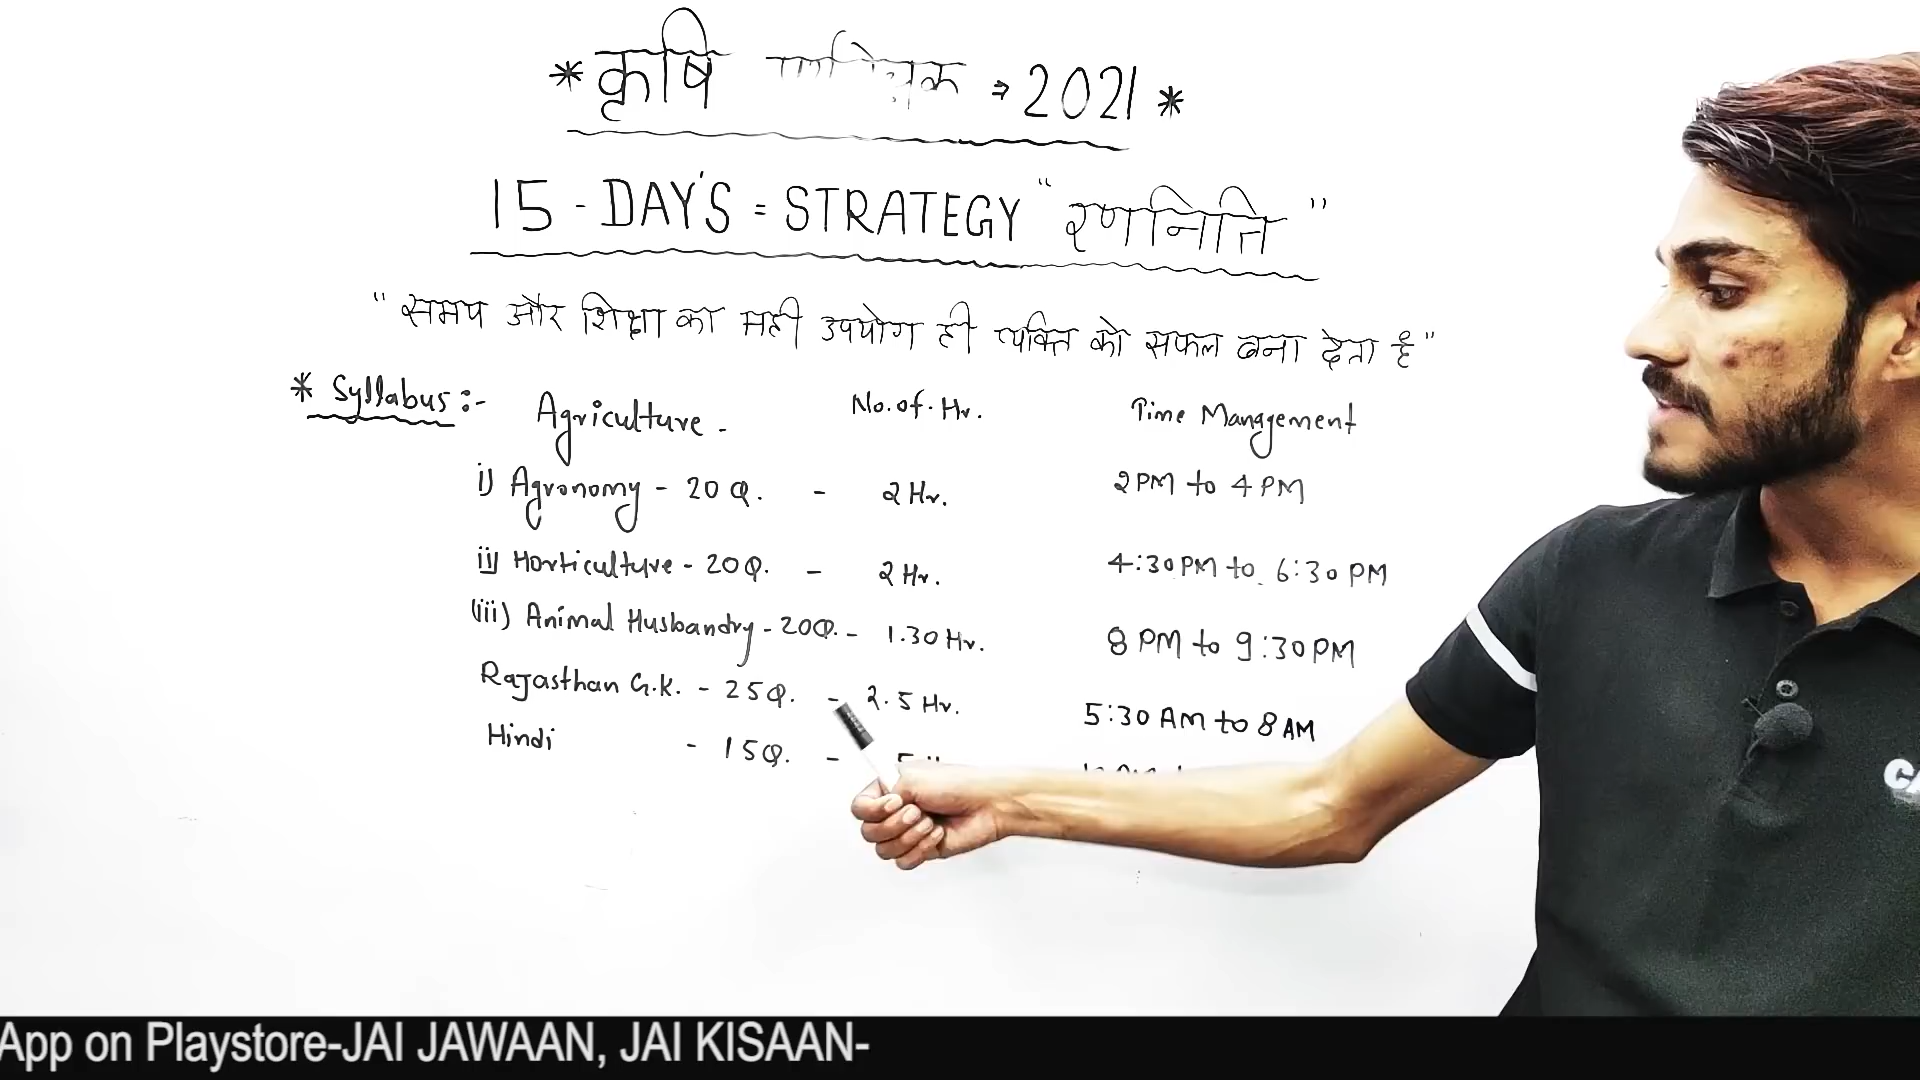 * कृषि ⇒ 2021 *
15 - DAY'S = STRATEGY “ रणनित्ति ”
“ समय और शिक्षा का सही उपयोग ही व्यक्ति को सफल बना देता है ”
* Syllabus :- Agriculture - No. of. Hr. Time Mangement
i) Agronomy - 20 Q. - 2 Hr. 2 PM to 4 PM
ii) Horticulture - 20 Q. - 2 Hr. 4:30 PM to 6:30 PM
(iii) Animal Husbandry - 20 Q. - 1.30 Hr. 8 PM to 9:30 PM
Rajasthan G.K. - 25 Q. - 2.5 Hr. 5:30 AM to 8 AM
Hindi - 15 Q. -
App on Playstore-JAI JAWAAN, JAI KISAAN-